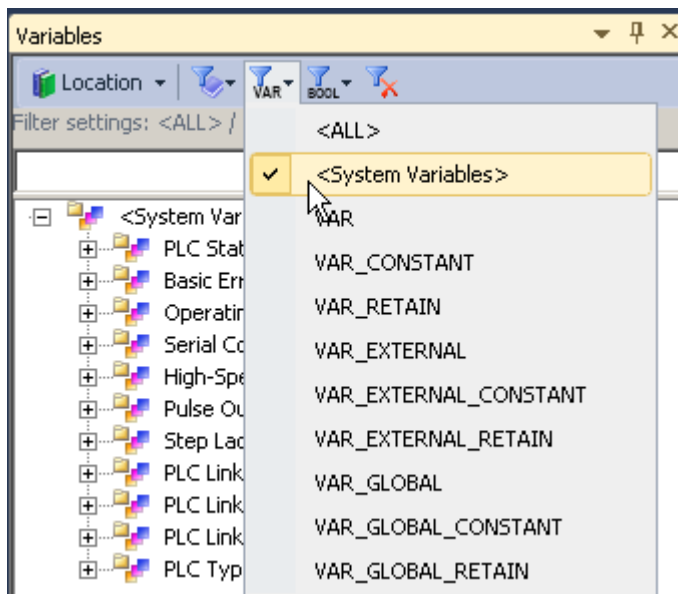 Variables
Location VAR BOOL
Filter settings: <ALL> /
<ALL>
<System Variables>
VAR
VAR_CONSTANT
VAR_RETAIN
VAR_EXTERNAL
VAR_EXTERNAL_CONSTANT
VAR_EXTERNAL_RETAIN
VAR_GLOBAL
VAR_GLOBAL_CONSTANT
VAR_GLOBAL_RETAIN
<System Var
PLC Stat
Basic Err
Operatin
Serial Co
High-Spe
Pulse Ou
Step Lad
PLC Link
PLC Link
PLC Link
PLC Typ